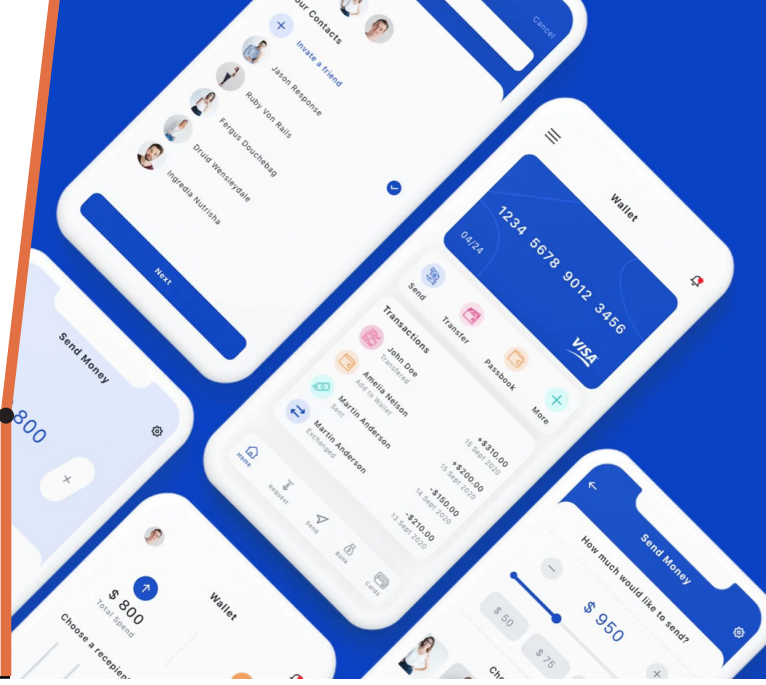 Cancel
our Contacts
Invate a friend
Jason Response
Ruby Von Rails
Fergus Douchebag
Druid Wensleydale
Ingredia Nutrisha
Next
Wallet
1234 5678 9012 3456
04/24
VISA
Send
Transfer
Passbook
More
Transactions
John Doe
Transfered
+$310.00
15 Sept 2020
Amelia Nelson
Add to Wallet
+$200.00
15 Sept 2020
Martin Anderson
Sent
-$150.00
14 Sept 2020
Martin Anderson
Exchanged
-$210.00
13 Sept 2020
Home
Request
Send
Bank
Cards
Send Money
800
+
Wallet
$ 800
Total Spend
Choose a recepien
Send Money
How much would like to send?
$ 950
$ 50
$ 75
Cho